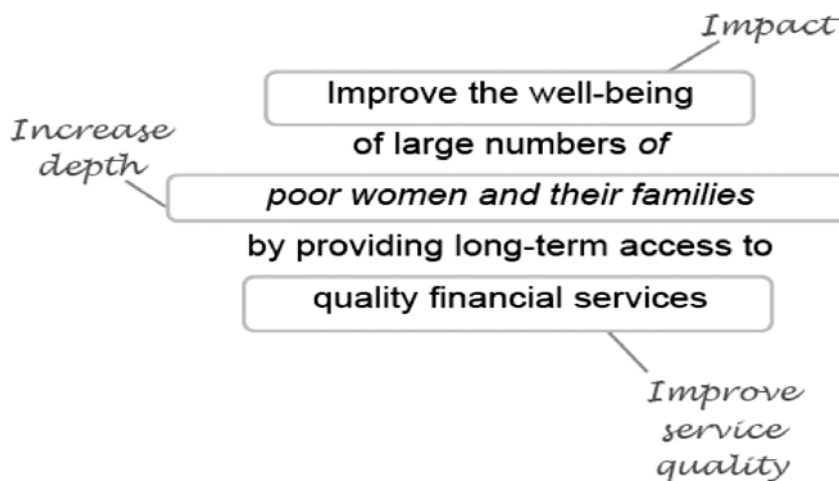 Impact
Improve the well-being
Increase
depth
of large numbers of
poor women and their families
by providing long-term access to
quality financial services
Improve
service
quality